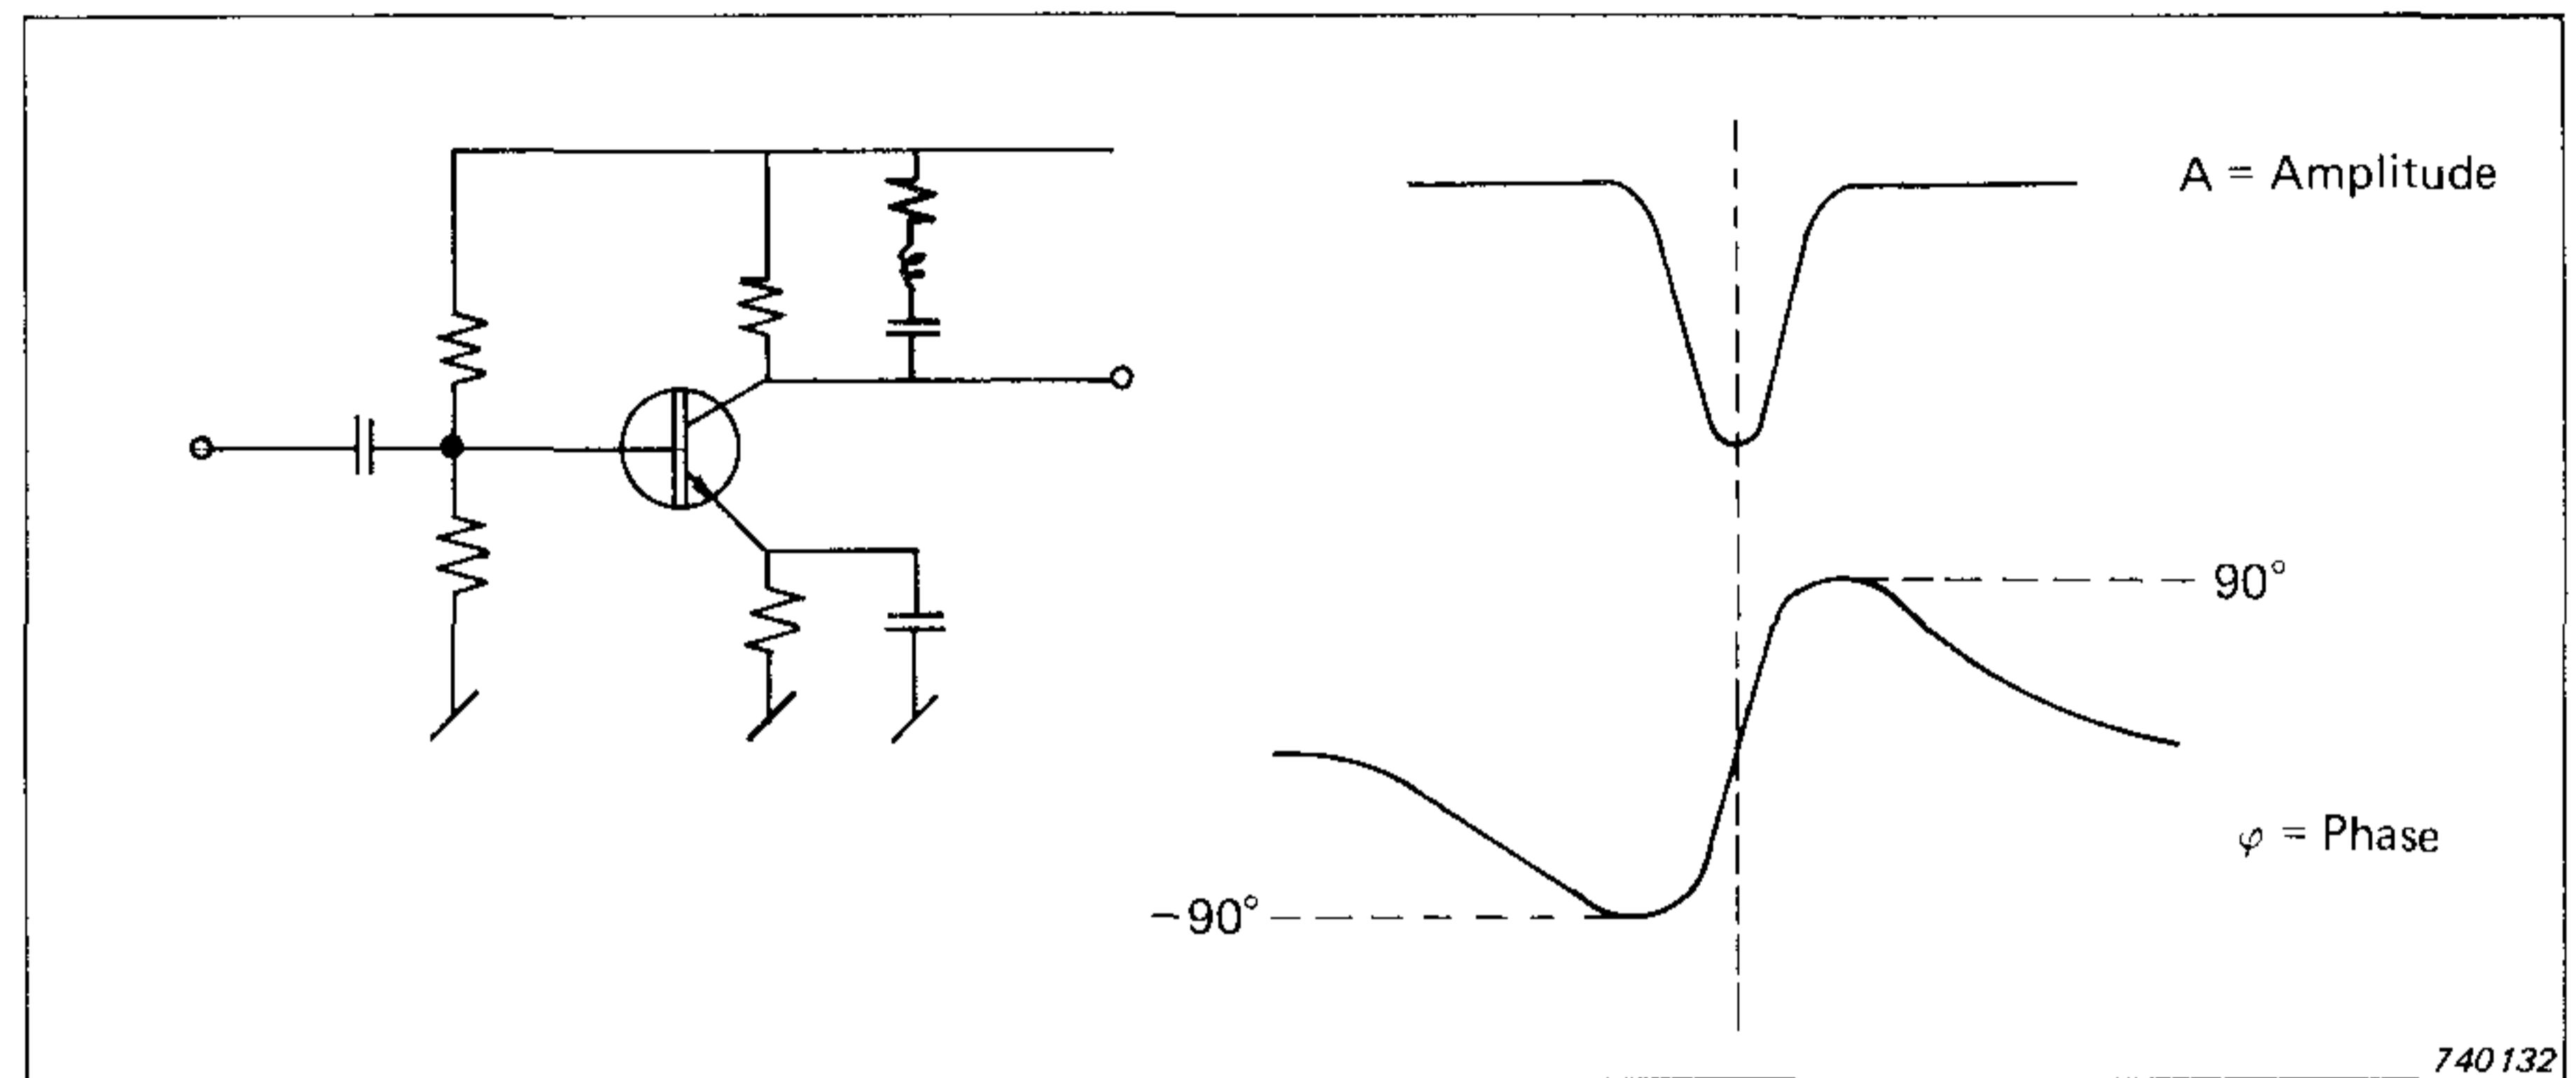 A = Amplitude
90°
φ = Phase
−90°
740132